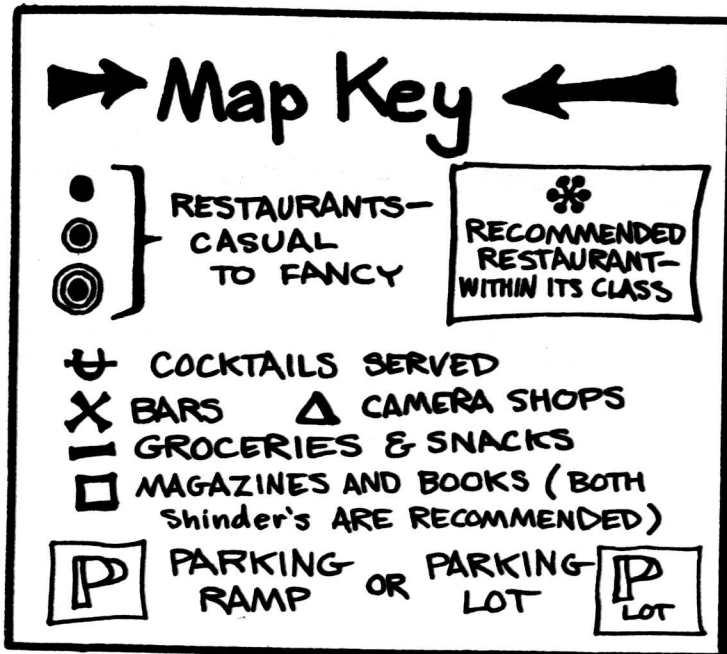 Map Key
RESTAURANTS—
CASUAL
TO FANCY
RECOMMENDED
RESTAURANT—
WITHIN ITS CLASS
COCKTAILS SERVED
BARS
CAMERA SHOPS
GROCERIES & SNACKS
MAGAZINES AND BOOKS (BOTH
Shinder's ARE RECOMMENDED)
P
PARKING
RAMP
OR
PARKING
LOT
P
LOT